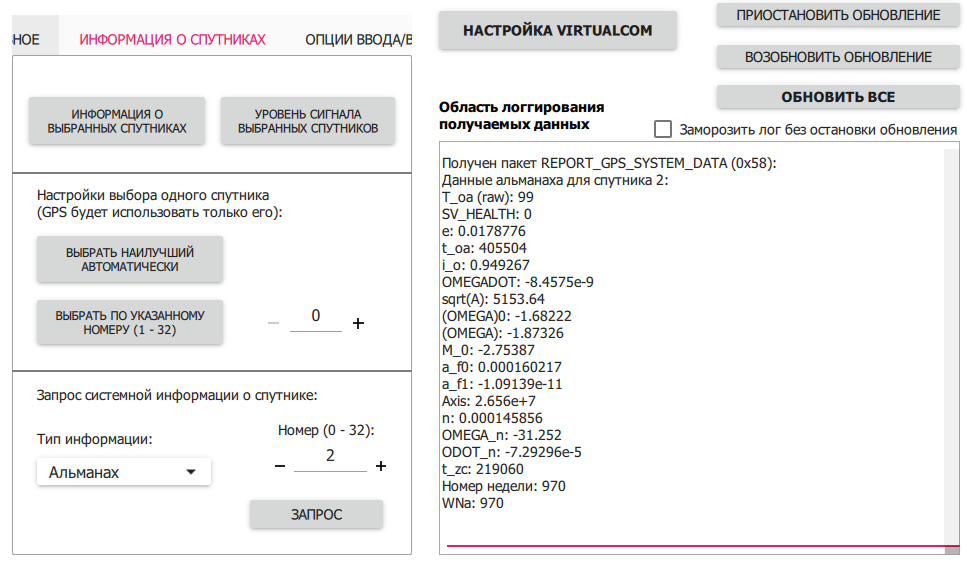 ЬНОЕ
ИНФОРМАЦИЯ О СПУТНИКАХ
ОПЦИИ ВВОДА/В
ИНФОРМАЦИЯ О
ВЫБРАННЫХ СПУТНИКАХ
УРОВЕНЬ СИГНАЛА
ВЫБРАННЫХ СПУТНИКОВ
Настройки выбора одного спутника
(GPS будет использовать только его):
ВЫБРАТЬ НАИЛУЧШИЙ
АВТОМАТИЧЕСКИ
ВЫБРАТЬ ПО УКАЗАННОМУ
НОМЕРУ (1 - 32)
− 0 +
Запрос системной информации о спутнике:
Тип информации:
Альманах
Номер (0 - 32):
− 2 +
ЗАПРОС
НАСТРОЙКА VIRTUALCOM
ПРИОСТАНОВИТЬ ОБНОВЛЕНИЕ
ВОЗОБНОВИТЬ ОБНОВЛЕНИЕ
ОБНОВИТЬ ВСЕ
Область логгирования
получаемых данных
Заморозить лог без остановки обновления
Получен пакет REPORT_GPS_SYSTEM_DATA (0x58):
Данные альманаха для спутника 2:
T_oa (raw): 99
SV_HEALTH: 0
e: 0.0178776
t_oa: 405504
i_o: 0.949267
OMEGADOT: -8.4575e-9
sqrt(A): 5153.64
(OMEGA)0: -1.68222
(OMEGA): -1.87326
M_0: -2.75387
a_f0: 0.000160217
a_f1: -1.09139e-11
Axis: 2.656e+7
n: 0.000145856
OMEGA_n: -31.252
ODOT_n: -7.29296e-5
t_zc: 219060
Номер недели: 970
WNa: 970